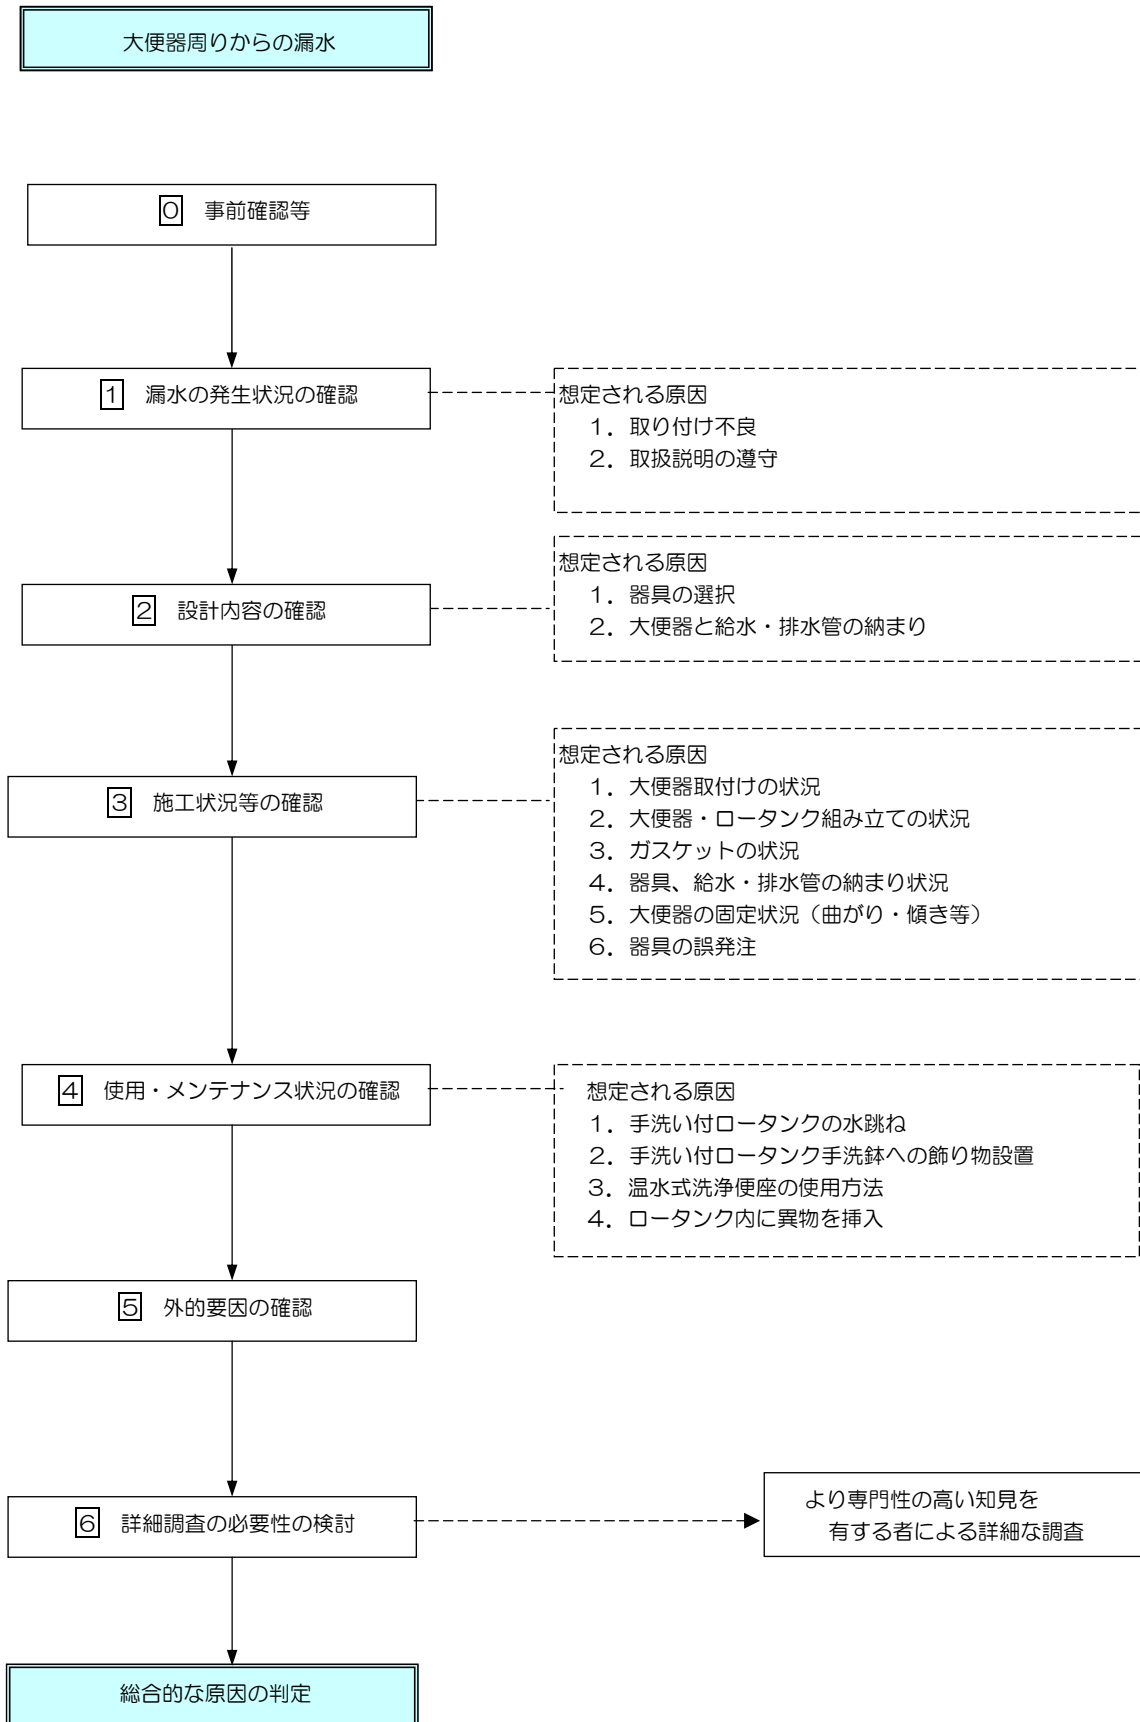 大便器周りからの漏水
0 事前確認等
1 漏水の発生状況の確認
想定される原因
1．取り付け不良
2．取扱説明の遵守
2 設計内容の確認
想定される原因
1．器具の選択
2．大便器と給水・排水管の納まり
3 施工状況等の確認
想定される原因
1．大便器取付けの状況
2．大便器・ロータンク組み立ての状況
3．ガスケットの状況
4．器具、給水・排水管の納まり状況
5．大便器の固定状況（曲がり・傾き等）
6．器具の誤発注
4 使用・メンテナンス状況の確認
想定される原因
1．手洗い付ロータンクの水跳ね
2．手洗い付ロータンク手洗鉢への飾り物設置
3．温水式洗浄便座の使用方法
4．ロータンク内に異物を挿入
5 外的要因の確認
6 詳細調査の必要性の検討
より専門性の高い知見を
有する者による詳細な調査
総合的な原因の判定